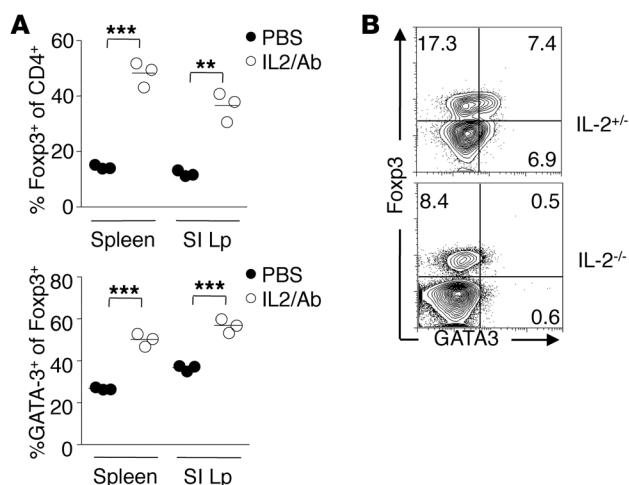 A
% Foxp3⁺ of CD4⁺
60
40
20
0
***
**
PBS
IL2/Ab
Spleen
SI Lp
%GATA-3⁺ of Foxp3⁺
80
60
40
20
0
***
***
PBS
IL2/Ab
Spleen
SI Lp
B
17.3
7.4
6.9
IL-2⁺/⁻
8.4
0.5
0.6
IL-2⁻/⁻
Foxp3
GATA3